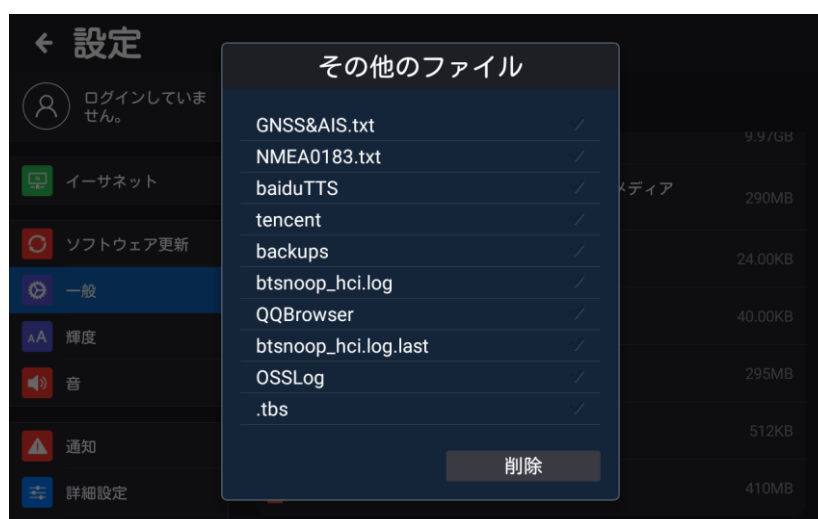 設定
ログインしていま
せん。
イーサネット
ソフトウェア更新
一般
AA 輝度
音
通知
詳細設定
その他のファイル
GNSS&AIS.txt
NMEA0183.txt
baiduTTS
tencent
backups
btsnoop_hci.log
QQBrowser
btsnoop_hci.log.last
OSSLog
.tbs
削除
9.97GB
メディア
290MB
24.00KB
40.00KB
295MB
512KB
410MB